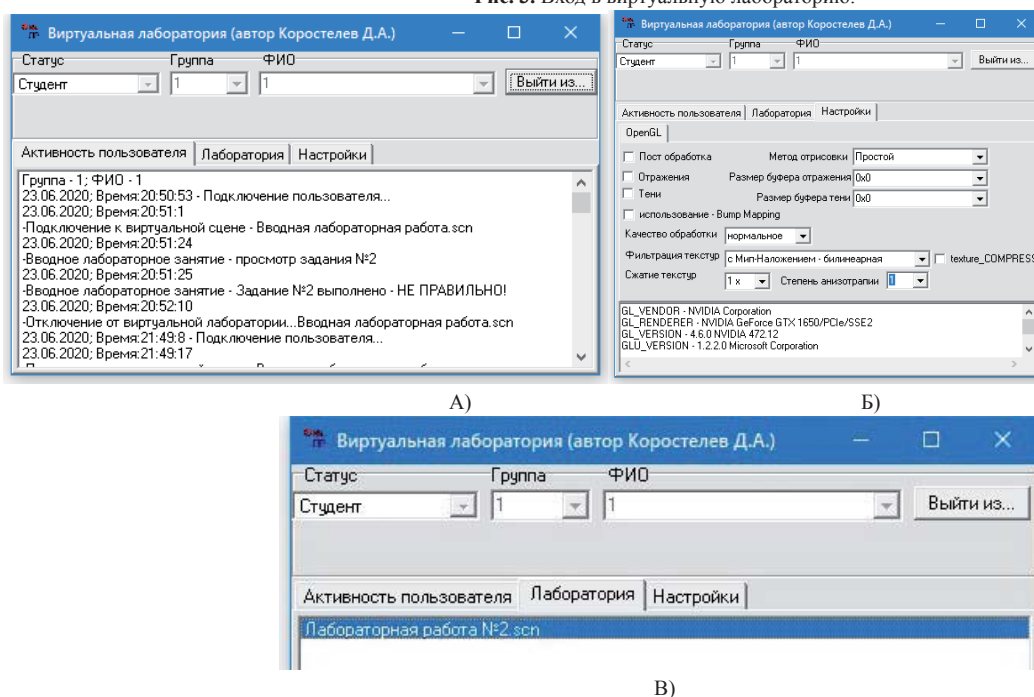 Рис. 3. Вход в виртуальную лабораторию.
Виртуальная лаборатория (автор Коростелев Д.А.)
Статус Группа ФИО
Студент 1 1 Выйти из...
Активность пользователя Лаборатория Настройки
Группа - 1; ФИО - 1
23.06.2020; Время:20:50:53 - Подключение пользователя...
23.06.2020; Время:20:51:1
-Подключение к виртуальной сцене - Вводная лабораторная работа.scn
23.06.2020; Время:20:51:24
-Вводное лабораторное занятие - просмотр задания №2
23.06.2020; Время:20:51:25
-Вводное лабораторное занятие - Задание №2 выполнено - НЕ ПРАВИЛЬНО!
23.06.2020; Время:20:52:10
-Отключение от виртуальной лаборатории...Вводная лабораторная работа.scn
23.06.2020; Время:21:49:8 - Подключение пользователя...
23.06.2020; Время:21:49:17
А)
Виртуальная лаборатория (автор Коростелев Д.А.)
Статус Группа ФИО
Студент 1 1 Выйти из...
Активность пользователя Лаборатория Настройки
OpenGL
Пост обработка Метод отрисовки Простой
Отражения Размер буфера отражения 0x0
Тени Размер буфера тени 0x0
использование - Bump Mapping
Качество обработки нормальное
Фильтрация текстур с Мип-Наложением - билинеарная texture_COMPRESS
Сжатие текстур 1 x Степень анизотрапии 1
GL_VENDOR - NVIDIA Corporation
GL_RENDERER - NVIDIA GeForce GTX 1650/PCIe/SSE2
GL_VERSION - 4.6.0 NVIDIA 472.12
GLU_VERSION - 1.2.2.0 Microsoft Corporation
Б)
Виртуальная лаборатория (автор Коростелев Д.А.)
Статус Группа ФИО
Студент 1 1 Выйти из...
Активность пользователя Лаборатория Настройки
Лабораторная работа №2.scn
В)